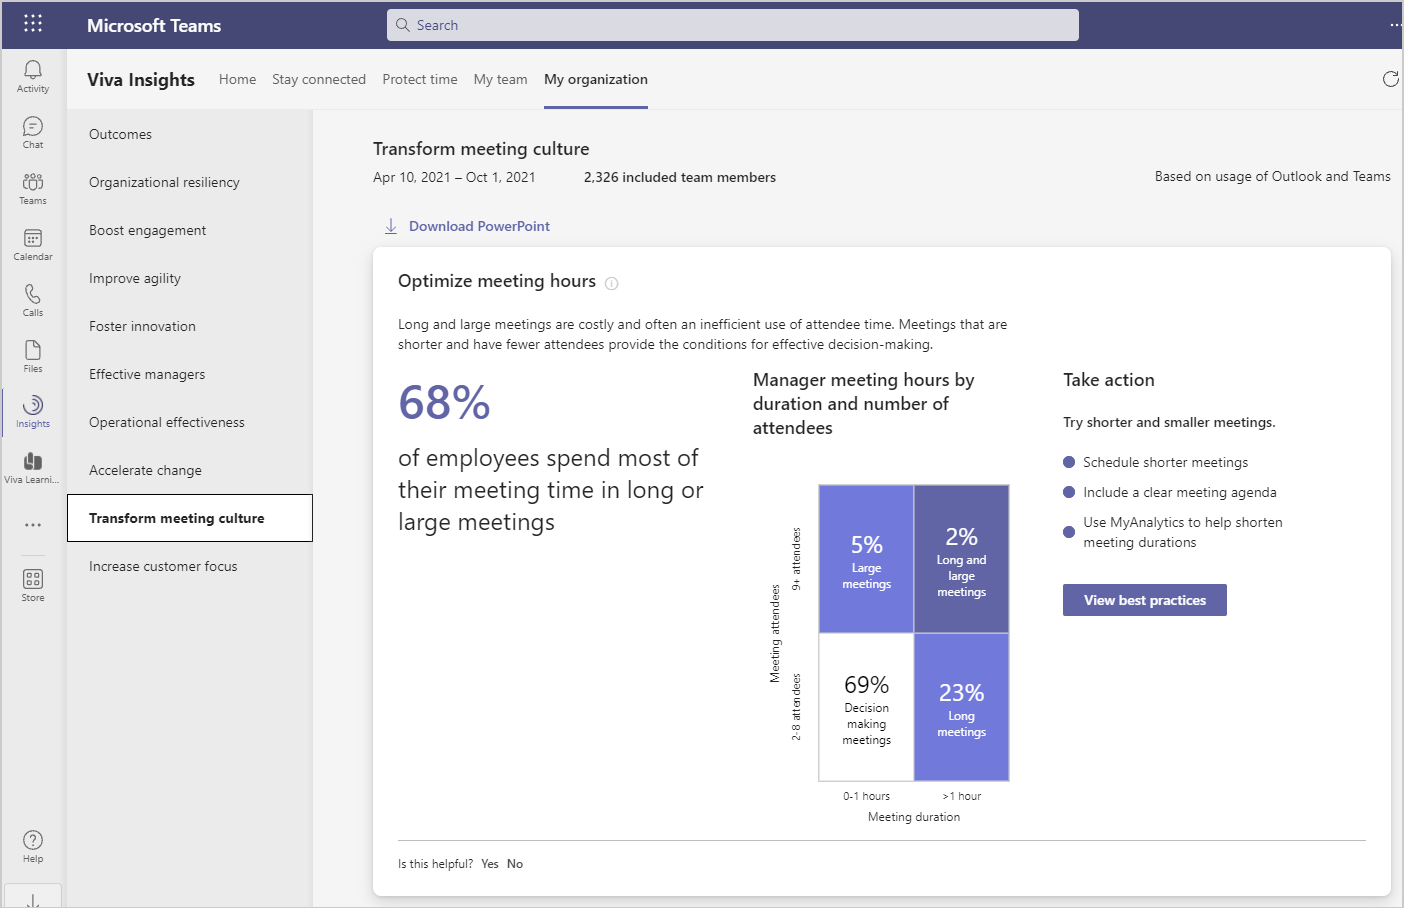 Microsoft Teams
Search
Activity
Chat
Teams
Calendar
Calls
Files
Insights
Viva Learni...
Store
Help
Viva Insights
Home
Stay connected
Protect time
My team
My organization
Outcomes
Organizational resiliency
Boost engagement
Improve agility
Foster innovation
Effective managers
Operational effectiveness
Accelerate change
Transform meeting culture
Increase customer focus
Transform meeting culture
Apr 10, 2021 – Oct 1, 2021
2,326 included team members
Based on usage of Outlook and Teams
Download PowerPoint
Optimize meeting hours
Long and large meetings are costly and often an inefficient use of attendee time. Meetings that are
shorter and have fewer attendees provide the conditions for effective decision-making.
68%
of employees spend most of
their meeting time in long or
large meetings
Manager meeting hours by
duration and number of
attendees
Meeting attendees
9+ attendees
2-8 attendees
5%
Large
meetings
2%
Long and
large
meetings
69%
Decision
making
meetings
23%
Long
meetings
0-1 hours
>1 hour
Meeting duration
Take action
Try shorter and smaller meetings.
Schedule shorter meetings
Include a clear meeting agenda
Use MyAnalytics to help shorten
meeting durations
View best practices
Is this helpful? Yes No